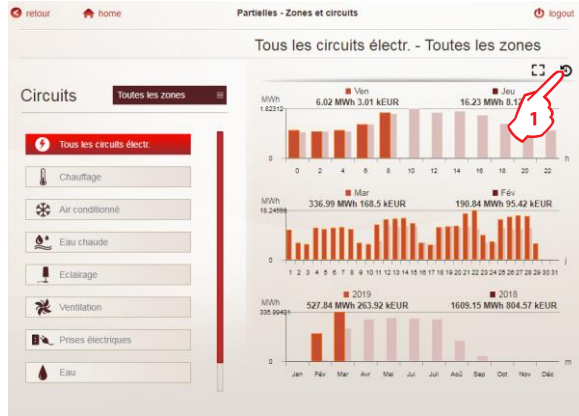 retour
home
Partielles - Zones et circuits
logout
Tous les circuits électr. - Toutes les zones
Circuits
Toutes les zones
Tous les circuits électr.
Chauffage
Air conditionné
Eau chaude
Eclairage
Ventilation
Prises électriques
Eau
1
MWh
Ven
6.02 MWh 3.01 kEUR
Jeu
16.23 MWh 8.12
1.82312
0
0 2 4 6 8 10 12 14 16 18 20 22 h
MWh
Mar
336.99 MWh 168.5 kEUR
Fév
190.84 MWh 95.42 kEUR
0
1 2 3 4 5 6 7 8 9 10 11 12 13 14 15 16 17 18 19 20 21 22 23 24 25 26 27 28 29 30 31 j
MWh
2019
527.84 MWh 263.92 kEUR
2018
1609.15 MWh 804.57 kEUR
0
Jan Fév Mar Avr Mai Jui Juil Aoû Sep Oct Nov Déc m